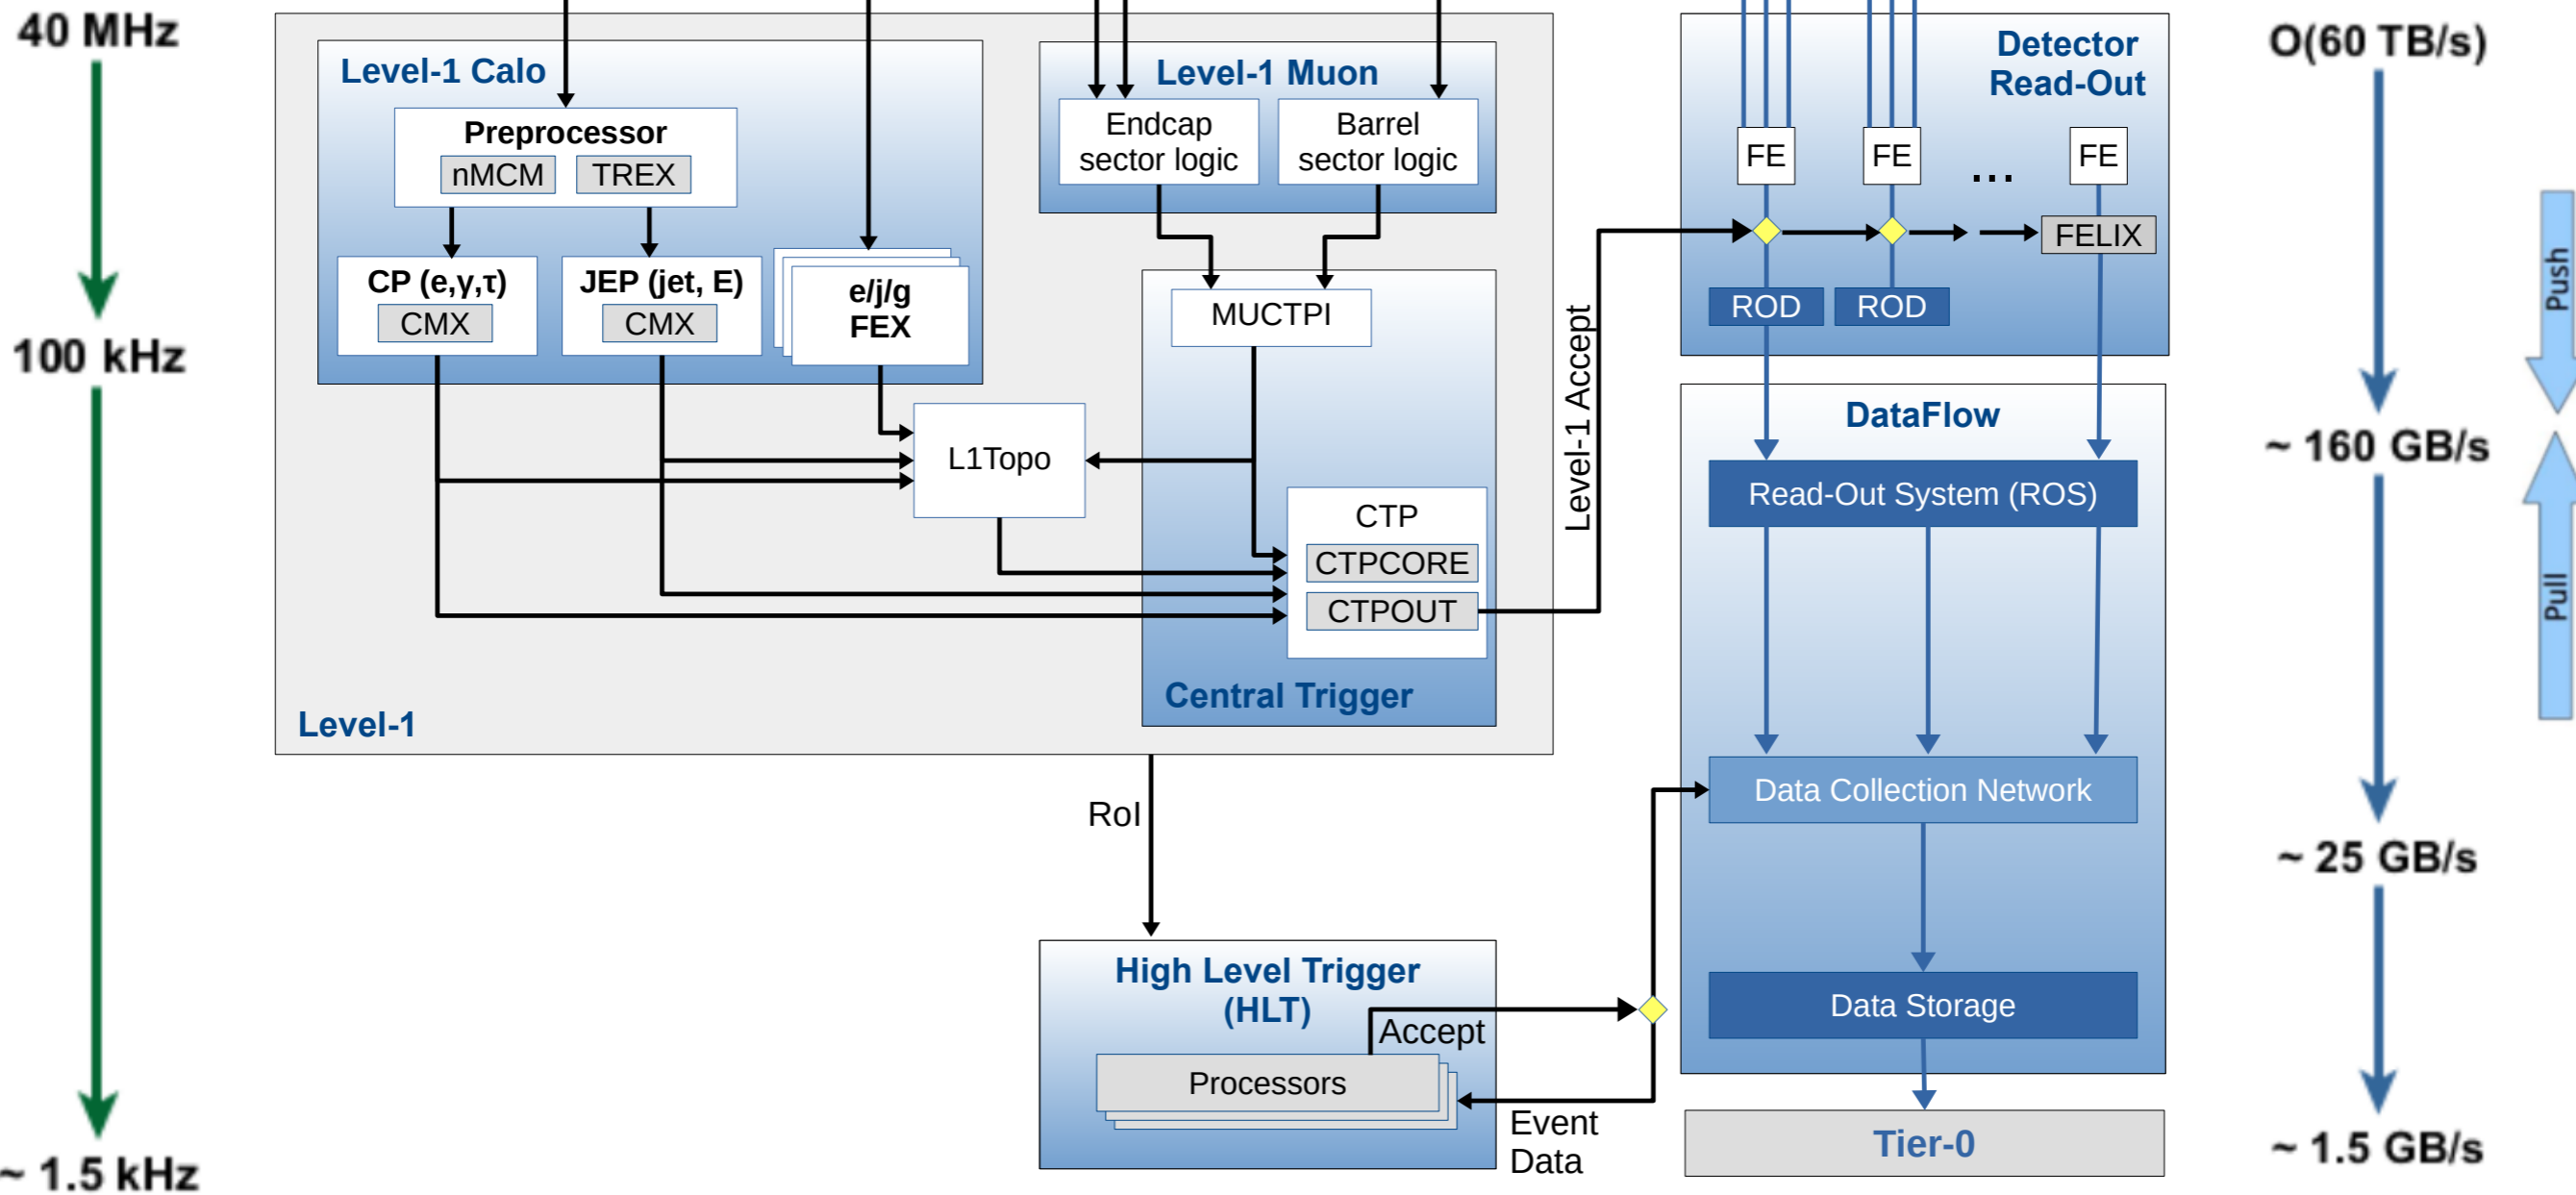 40 MHz
100 kHz
~ 1.5 kHz
Level-1 Calo
Preprocessor
nMCM
TREX
CP (e,γ,τ)
CMX
JEP (jet, E)
CMX
e/j/g
FEX
Level-1 Muon
Endcap
sector logic
Barrel
sector logic
MUCTPI
L1Topo
CTP
CTPCORE
CTPOUT
Central Trigger
Level-1
Level-1 Accept
RoI
High Level Trigger
(HLT)
Accept
Processors
Event
Data
Detector
Read-Out
FE
FE
...
FE
FELIX
ROD
ROD
DataFlow
Read-Out System (ROS)
Data Collection Network
Data Storage
Tier-0
O(60 TB/s)
~ 160 GB/s
~ 25 GB/s
~ 1.5 GB/s
Push
Pull